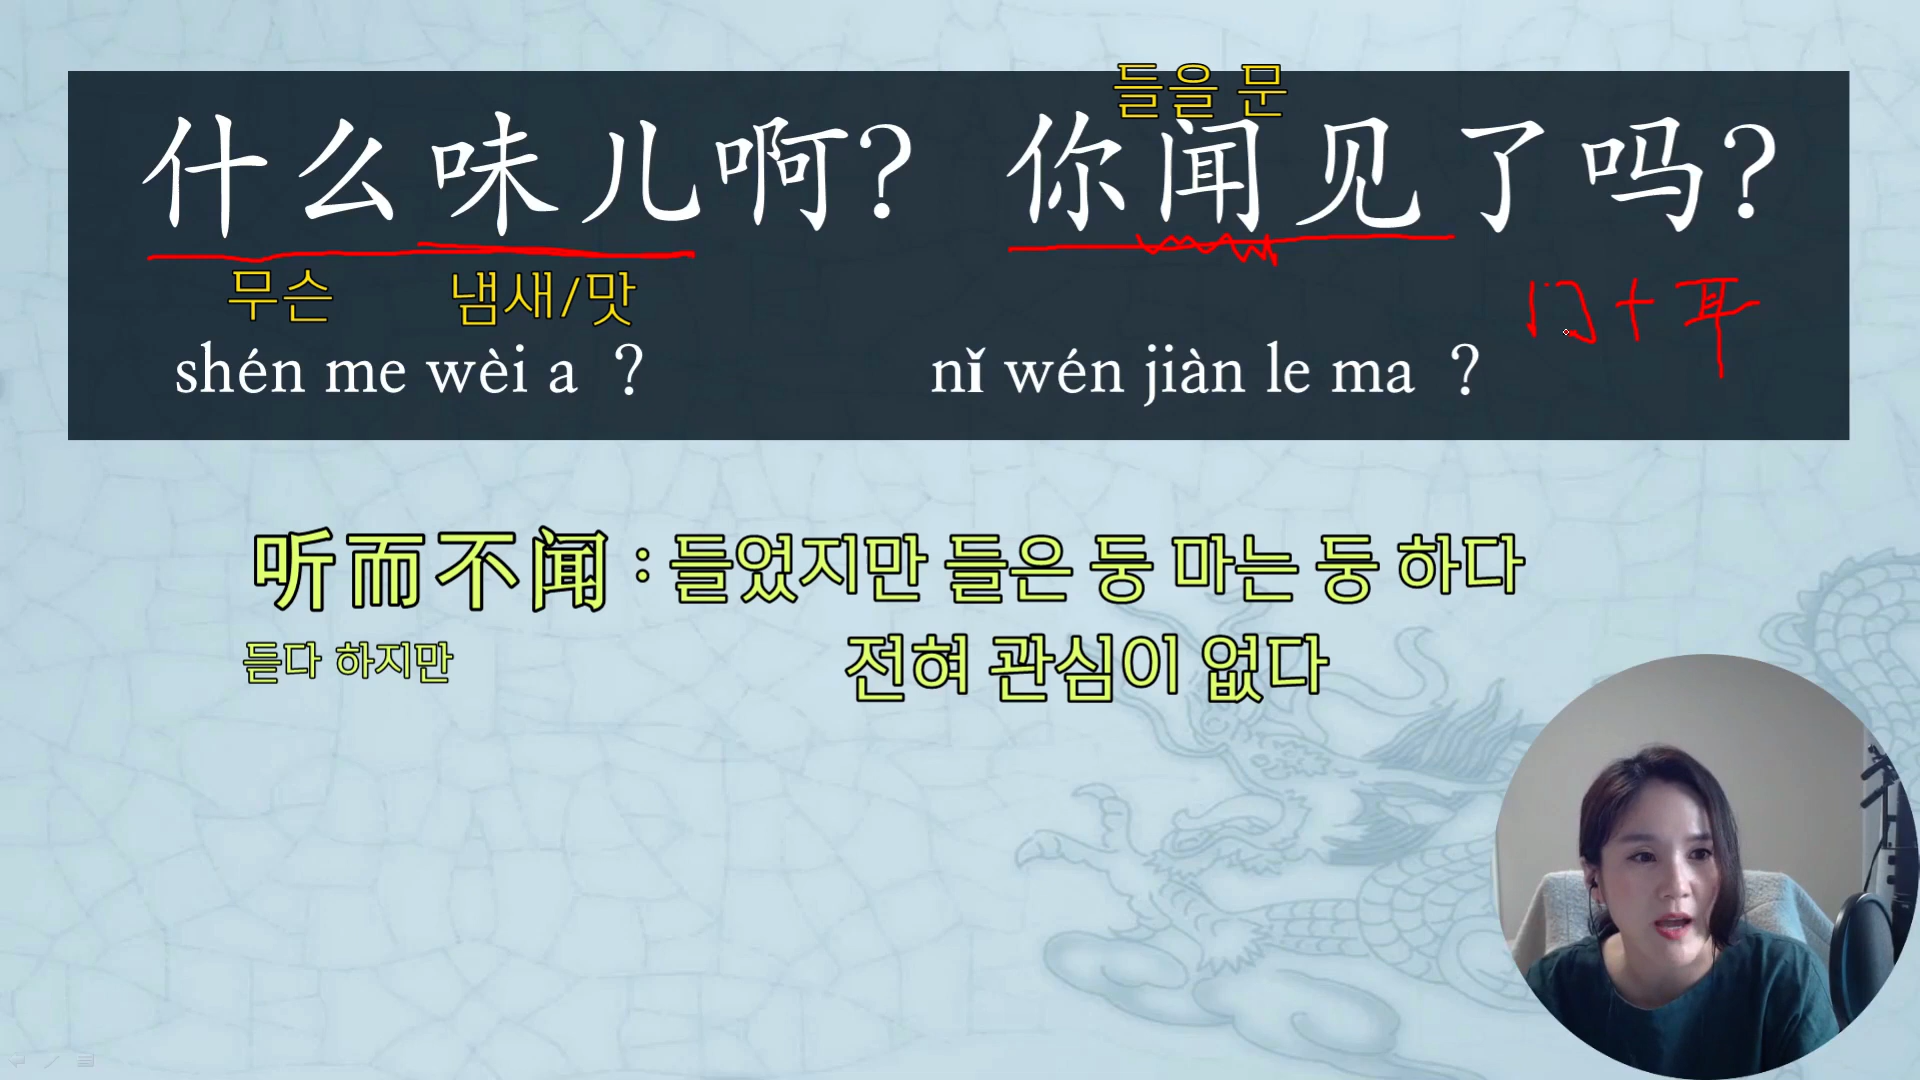 들을 문
什么味儿啊? 你闻见了吗?
무슨 냄새/맛
门+耳
shén me wèi a ? nǐ wén jiàn le ma ?
听而不闻 : 들었지만 들은 둥 마는 둥 하다
듣다 하지만 전혀 관심이 없다